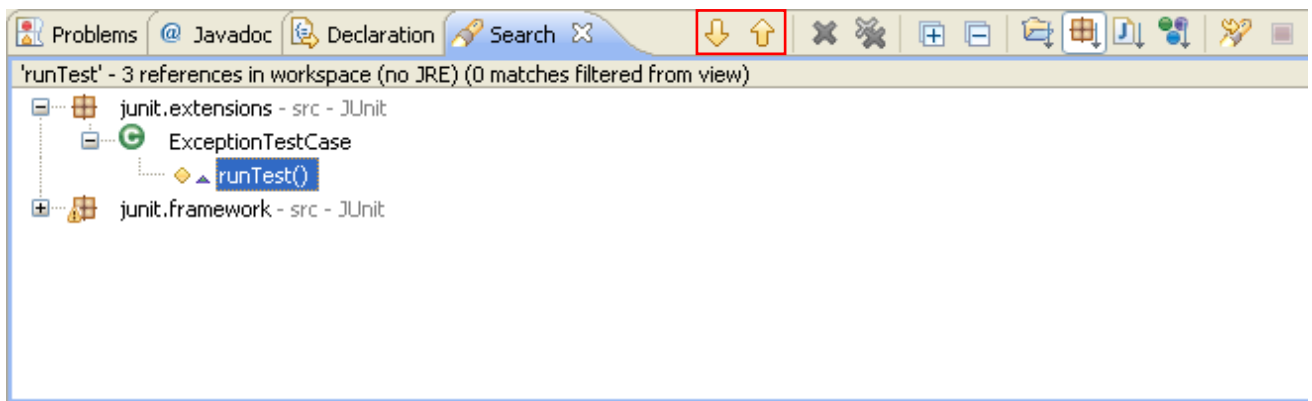 Problems @ Javadoc Declaration Search
'runTest' - 3 references in workspace (no JRE) (0 matches filtered from view)
junit.extensions - src - JUnit
ExceptionTestCase
runTest()
junit.framework - src - JUnit